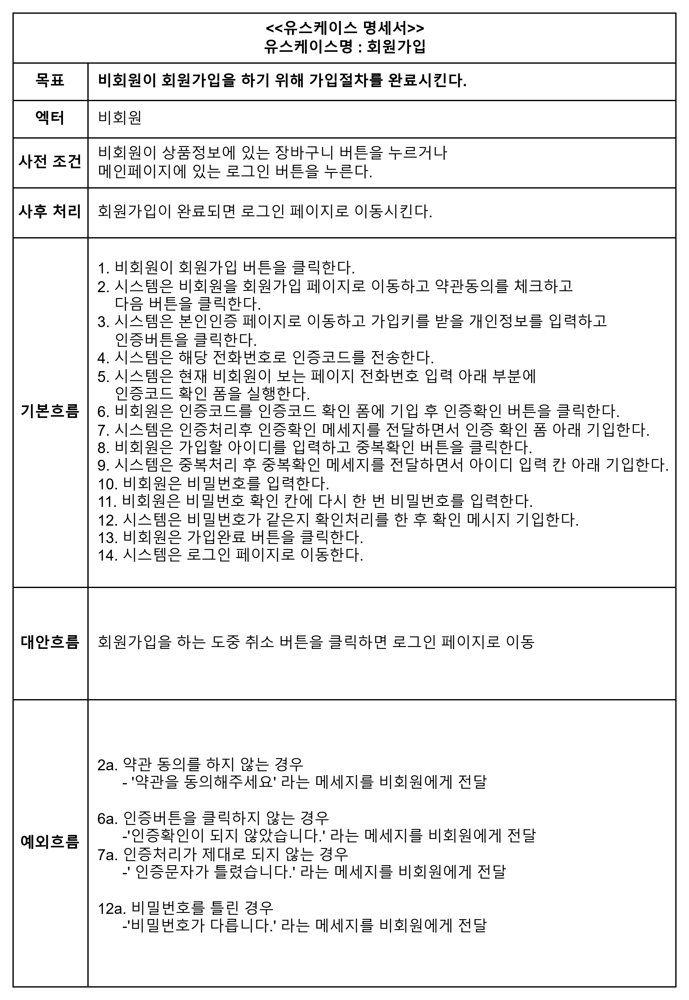 <<유스케이스 명세서>>
유스케이스명 : 회원가입
목표
비회원이 회원가입을 하기 위해 가입절차를 완료시킨다.
엑터
비회원
사전 조건
비회원이 상품정보에 있는 장바구니 버튼을 누르거나
메인페이지에 있는 로그인 버튼을 누른다.
사후 처리
회원가입이 완료되면 로그인 페이지로 이동시킨다.
기본흐름
1. 비회원이 회원가입 버튼을 클릭한다.
2. 시스템은 비회원을 회원가입 페이지로 이동하고 약관동의를 체크하고
다음 버튼을 클릭한다.
3. 시스템은 본인인증 페이지로 이동하고 가입키를 받을 개인정보를 입력하고
인증버튼을 클릭한다.
4. 시스템은 해당 전화번호로 인증코드를 전송한다.
5. 시스템은 현재 비회원이 보는 페이지 전화번호 입력 아래 부분에
인증코드 확인 폼을 실행한다.
6. 비회원은 인증코드를 인증코드 확인 폼에 기입 후 인증확인 버튼을 클릭한다.
7. 시스템은 인증처리후 인증확인 메세지를 전달하면서 인증 확인 폼 아래 기입한다.
8. 비회원은 가입할 아이디를 입력하고 중복확인 버튼을 클릭한다.
9. 시스템은 중복처리 후 중복확인 메세지를 전달하면서 아이디 입력 칸 아래 기입한다.
10. 비회원은 비밀번호를 입력한다.
11. 비회원은 비밀번호 확인 칸에 다시 한 번 비밀번호를 입력한다.
12. 시스템은 비밀번호가 같은지 확인처리를 한 후 확인 메시지 기입한다.
13. 비회원은 가입완료 버튼을 클릭한다.
14. 시스템은 로그인 페이지로 이동한다.
대안흐름
회원가입을 하는 도중 취소 버튼을 클릭하면 로그인 페이지로 이동
예외흐름
2a. 약관 동의를 하지 않는 경우
- '약관을 동의해주세요' 라는 메세지를 비회원에게 전달
6a. 인증버튼을 클릭하지 않는 경우
-'인증확인이 되지 않았습니다.' 라는 메세지를 비회원에게 전달
7a. 인증처리가 제대로 되지 않는 경우
-' 인증문자가 틀렸습니다.' 라는 메세지를 비회원에게 전달
12a. 비밀번호를 틀린 경우
-'비밀번호가 다릅니다.' 라는 메세지를 비회원에게 전달